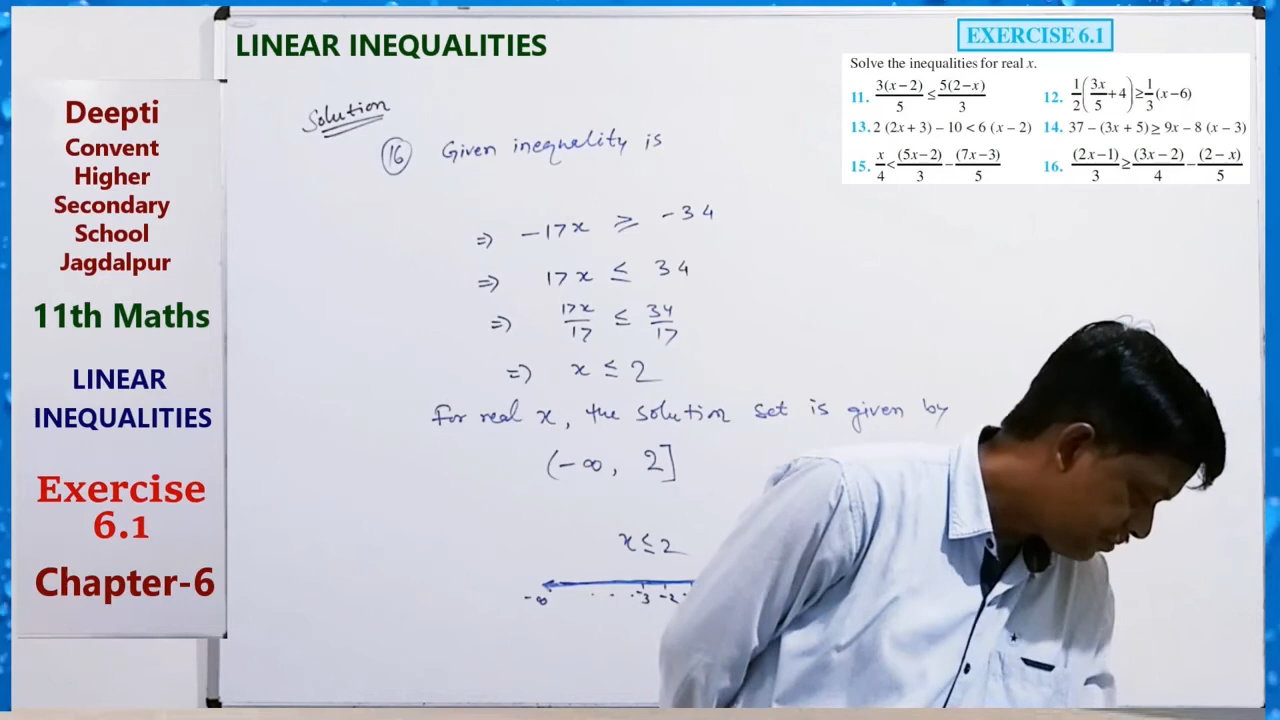 LINEAR INEQUALITIES
EXERCISE 6.1
Solve the inequalities for real x.
11. 3(x−2)/5 ≤ 5(2−x)/3
12. 1/2(3x/5+4) ≥ 1/3(x−6)
13. 2 (2x + 3) − 10 < 6 (x − 2)
14. 37 − (3x + 5) ≥ 9x − 8 (x − 3)
15. x/4 < (5x−2)/3 − (7x−3)/5
16. (2x−1)/3 ≥ (3x−2)/4 − (2−x)/5
Deepti
Convent
Higher
Secondary
School
Jagdalpur
11th Maths
LINEAR
INEQUALITIES
Exercise
6.1
Chapter-6
Solution
16 Given inequality is
⇒ −17x ≥ −34
⇒ 17x ≤ 34
⇒ 17x/17 ≤ 34/17
⇒ x ≤ 2
For real x, the solution set is given by
(−∞, 2]
x ≤ 2
−∞ . . . . −3 −2